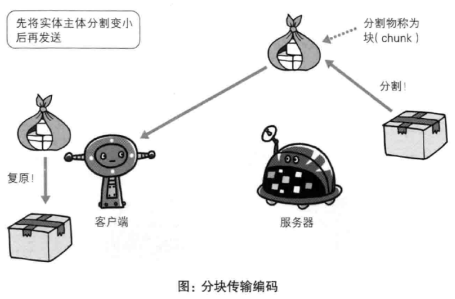 先将实体主体分割变小
后再发送
分割物称为
块( chunk )
分割！
复原！
客户端
服务器
图：分块传输编码